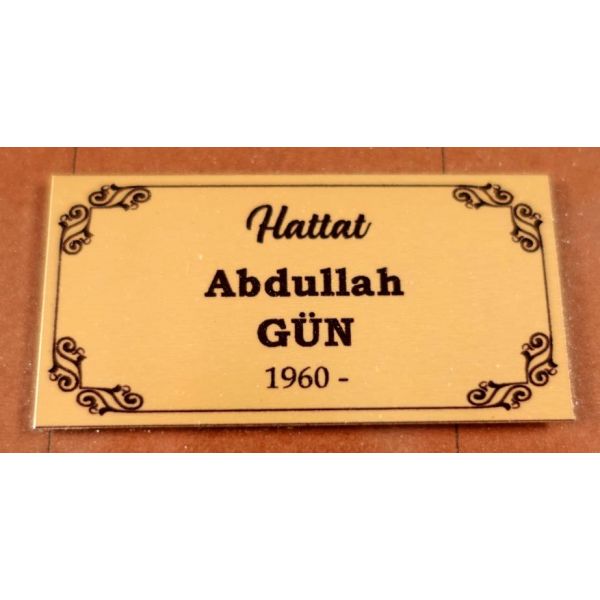 Hattat
Abdullah
GÜN
1960 -